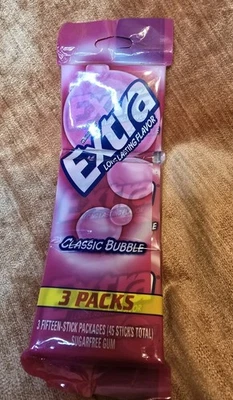 Extra
LONG LASTING FLAVOR
CLASSIC BUBBLE
3 PACKS
3 FIFTEEN-STICK PACKAGES (45 STICKS TOTAL)
SUGARFREE GUM